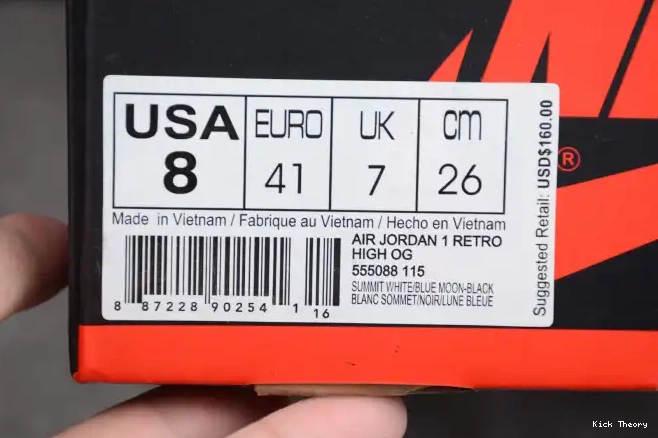 USA EURO UK cm
8 41 7 26
Made in Vietnam / Fabrique au Vietnam / Hecho en Vietnam
AIR JORDAN 1 RETRO
HIGH OG
555088 115
SUMMIT WHITE/BLUE MOON-BLACK
BLANC SOMMET/NOIR/LUNE BLEUE
8 87228 90254 1 16
Suggested Retail: USD$160.00
®
Kick Theory